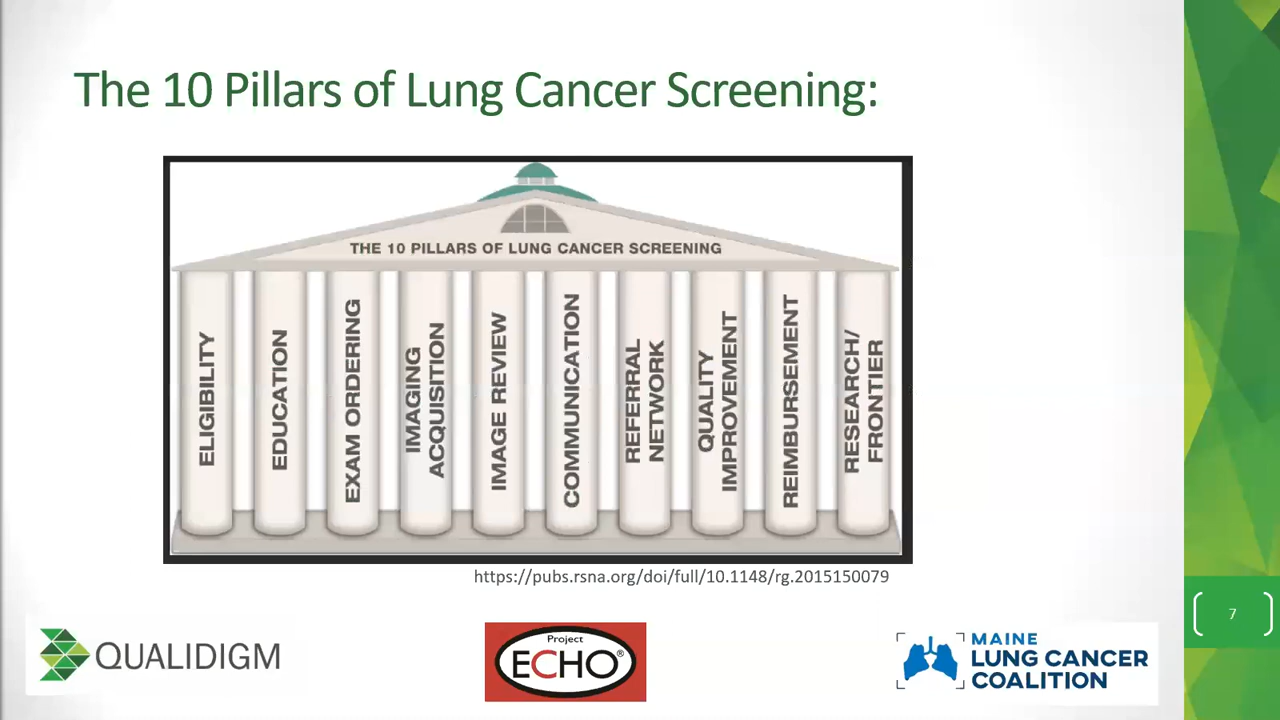 The 10 Pillars of Lung Cancer Screening:
THE 10 PILLARS OF LUNG CANCER SCREENING
ELIGIBILITY
EDUCATION
EXAM ORDERING
IMAGING
ACQUISITION
IMAGE REVIEW
COMMUNICATION
REFERRAL
NETWORK
QUALITY
IMPROVEMENT
REIMBURSEMENT
RESEARCH/
FRONTIER
https://pubs.rsna.org/doi/full/10.1148/rg.2015150079
7
QUALIDIGM
Project
ECHO®
MAINE
LUNG CANCER
COALITION